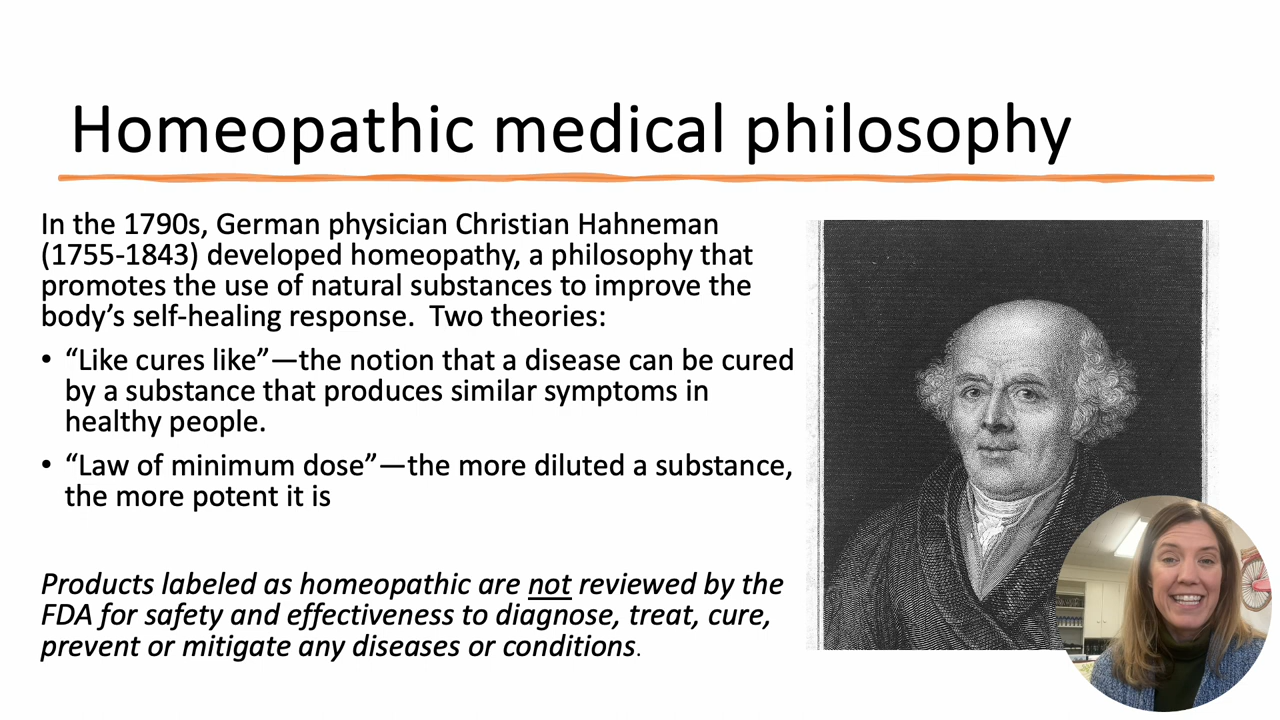 Homeopathic medical philosophy
In the 1790s, German physician Christian Hahneman
(1755-1843) developed homeopathy, a philosophy that
promotes the use of natural substances to improve the
body’s self-healing response.  Two theories:
• “Like cures like”—the notion that a disease can be cured
by a substance that produces similar symptoms in
healthy people.
• “Law of minimum dose”—the more diluted a substance,
the more potent it is
Products labeled as homeopathic are not reviewed by the
FDA for safety and effectiveness to diagnose, treat, cure,
prevent or mitigate any diseases or conditions.